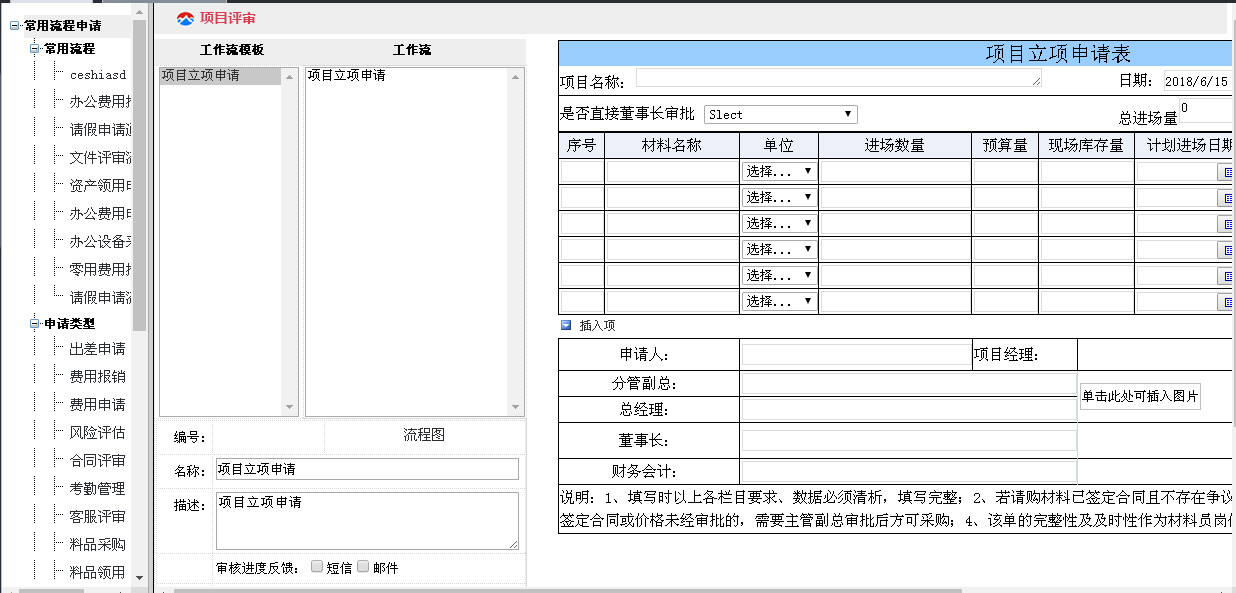 常用流程申请
常用流程
ceshiasd
办公费用
请假申请
文件评审
资产领用
办公费用
办公设备
零用费用
请假申请
申请类型
出差申请
费用报销
费用申请
风险评估
合同评审
考勤管理
客服评审
料品采购
料品领用
项目评审
工作流模板 工作流
项目立项申请 项目立项申请
编号： 流程图
名称： 项目立项申请
描述： 项目立项申请
审核进度反馈： 短信 邮件
项目立项申请表
项目名称： 日期： 2018/6/15
是否直接董事长审批 Slect 总进场量 0
序号 材料名称 单位 进场数量 预算量 现场库存量 计划进场日期
选择...
选择...
选择...
选择...
选择...
选择...
插入项
申请人： 项目经理：
分管副总：
单击此处可插入图片
总经理：
董事长：
财务会计：
说明：1、填写时以上各栏目要求、数据必须清析，填写完整；2、若请购材料已签定合同且不存在争议
签定合同或价格未经审批的，需要主管副总审批后方可采购；4、该单的完整性及及时性作为材料员岗